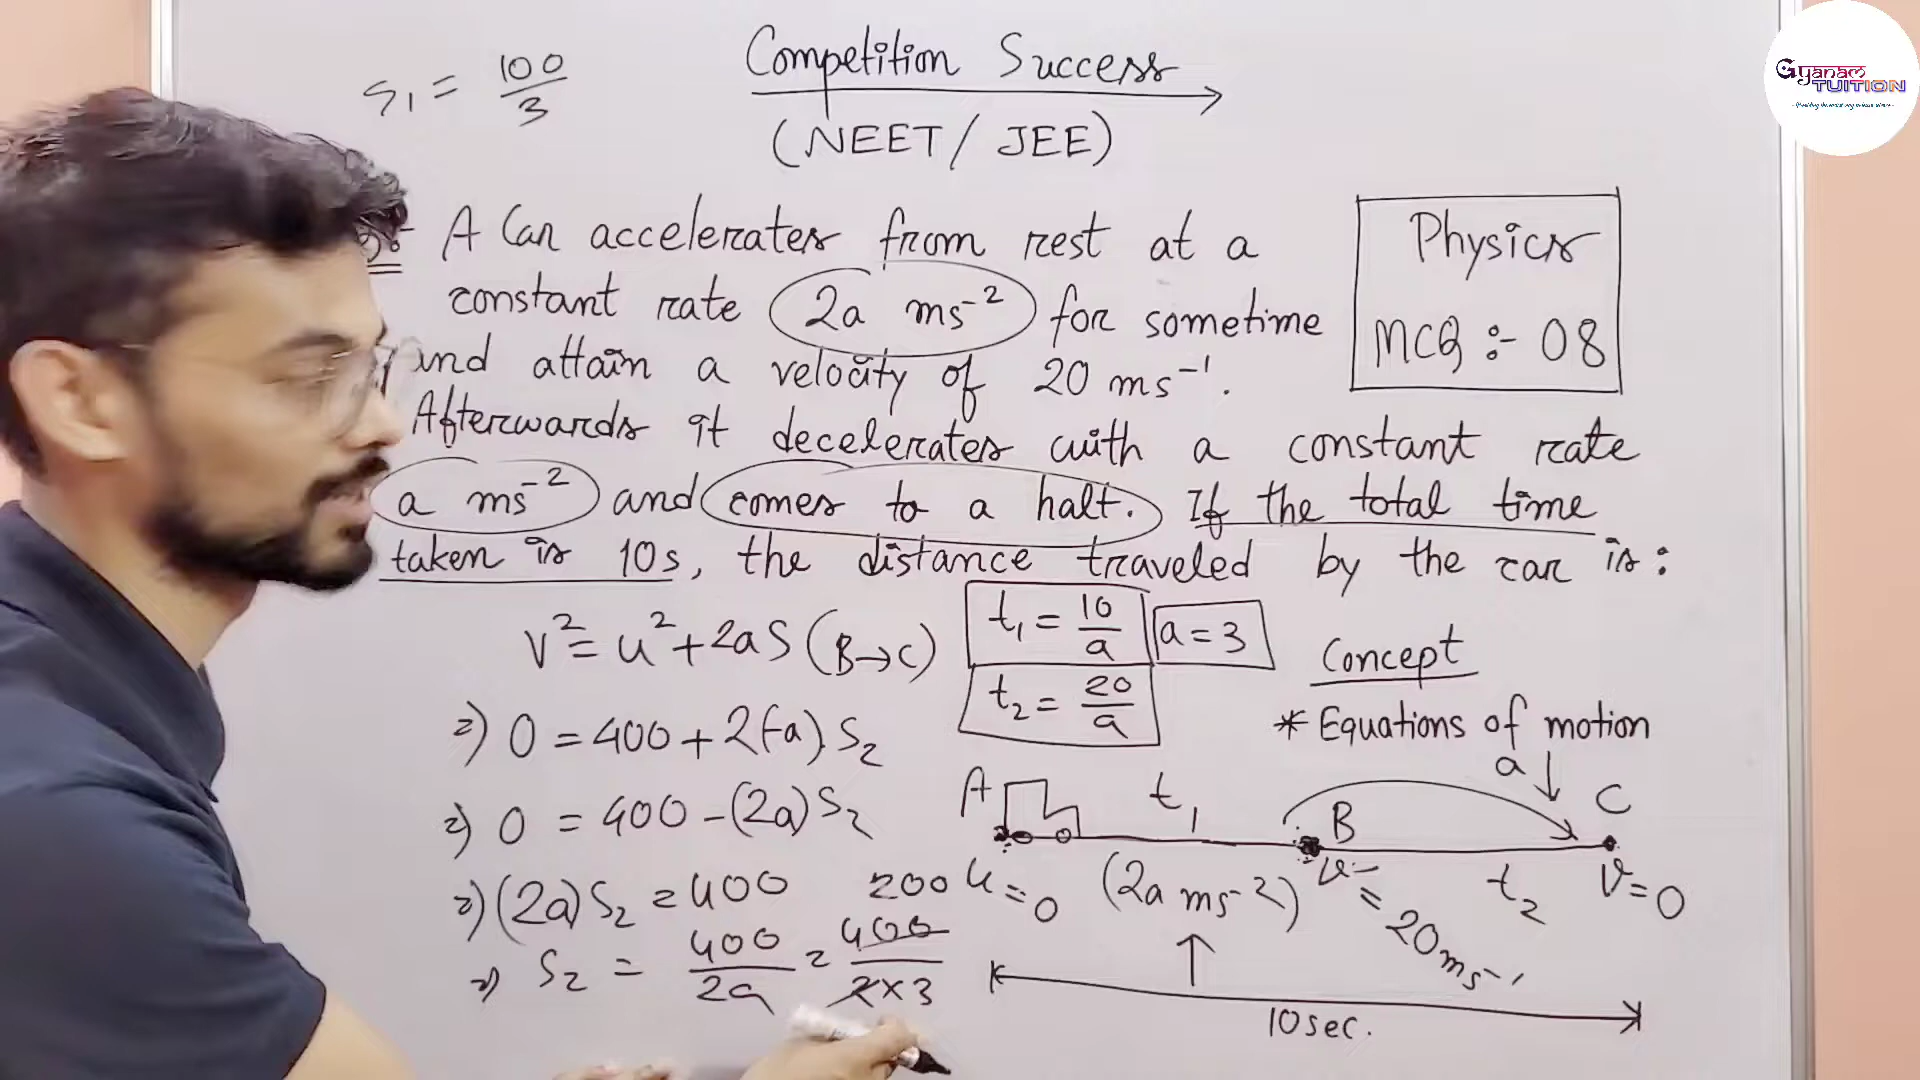 S₁ = 100/3
Competition Success
(NEET / JEE)
Gyanam
TUITION
A Car accelerates from rest at a
constant rate 2a ms⁻² for sometime
and attain a velocity of 20 ms⁻¹.
Afterwards it decelerates with a constant rate
a ms⁻² and comes to a halt. If the total time
taken is 10s, the distance traveled by the car is:
Physics
MCQ :- 08
V² = u² + 2aS (B→C)
⇒) 0 = 400 + 2(-a).S₂
⇒) 0 = 400 - (2a)S₂
⇒) (2a)S₂ = 400
⇒) S₂ = 400/2a = 400/2×3
200
t₁ = 10/a
a = 3
t₂ = 20/a
Concept
* Equations of motion
A t₁ B a C
u = 0 (2a ms⁻²) v = 20 ms⁻¹ t₂ V = 0
10 sec.